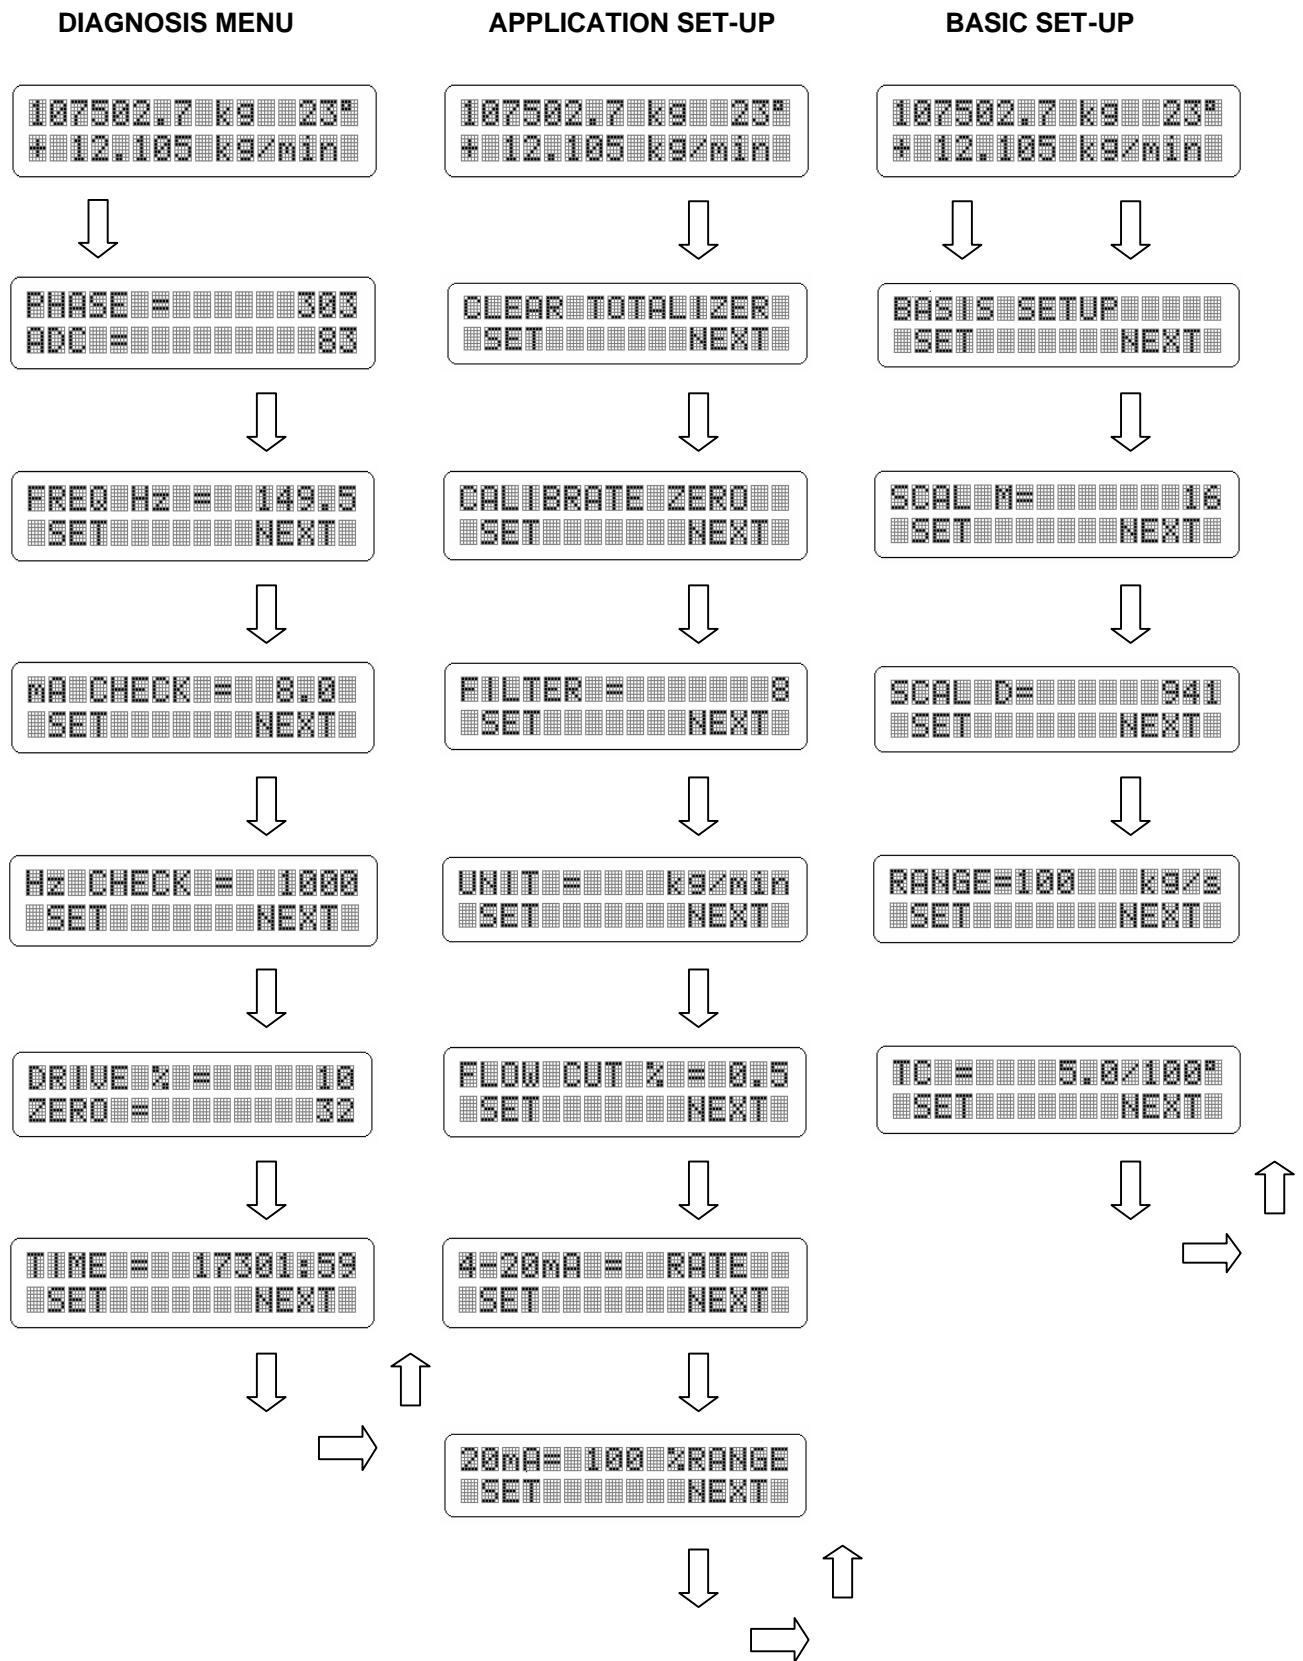 DIAGNOSIS MENU
107502.7 kg 23°
+ 12.105 kg/min
PHASE = 303
ADC = 83
FREQ Hz = 149.5
SET NEXT
mA CHECK = 8.0
SET NEXT
Hz CHECK = 1000
SET NEXT
DRIVE % = 10
ZERO = 32
TIME = 17301:59
SET NEXT
APPLICATION SET-UP
107502.7 kg 23°
+ 12.105 kg/min
CLEAR TOTALIZER
SET NEXT
CALIBRATE ZERO
SET NEXT
FILTER = 8
SET NEXT
UNIT = kg/min
SET NEXT
FLOW CUT % = 0.5
SET NEXT
4-20mA = RATE
SET NEXT
20mA= 100 %RANGE
SET NEXT
BASIC SET-UP
107502.7 kg 23°
+ 12.105 kg/min
BASIS SETUP
SET NEXT
SCAL M= 16
SET NEXT
SCAL D= 941
SET NEXT
RANGE=100 kg/s
SET NEXT
TC = 5.0/100°
SET NEXT